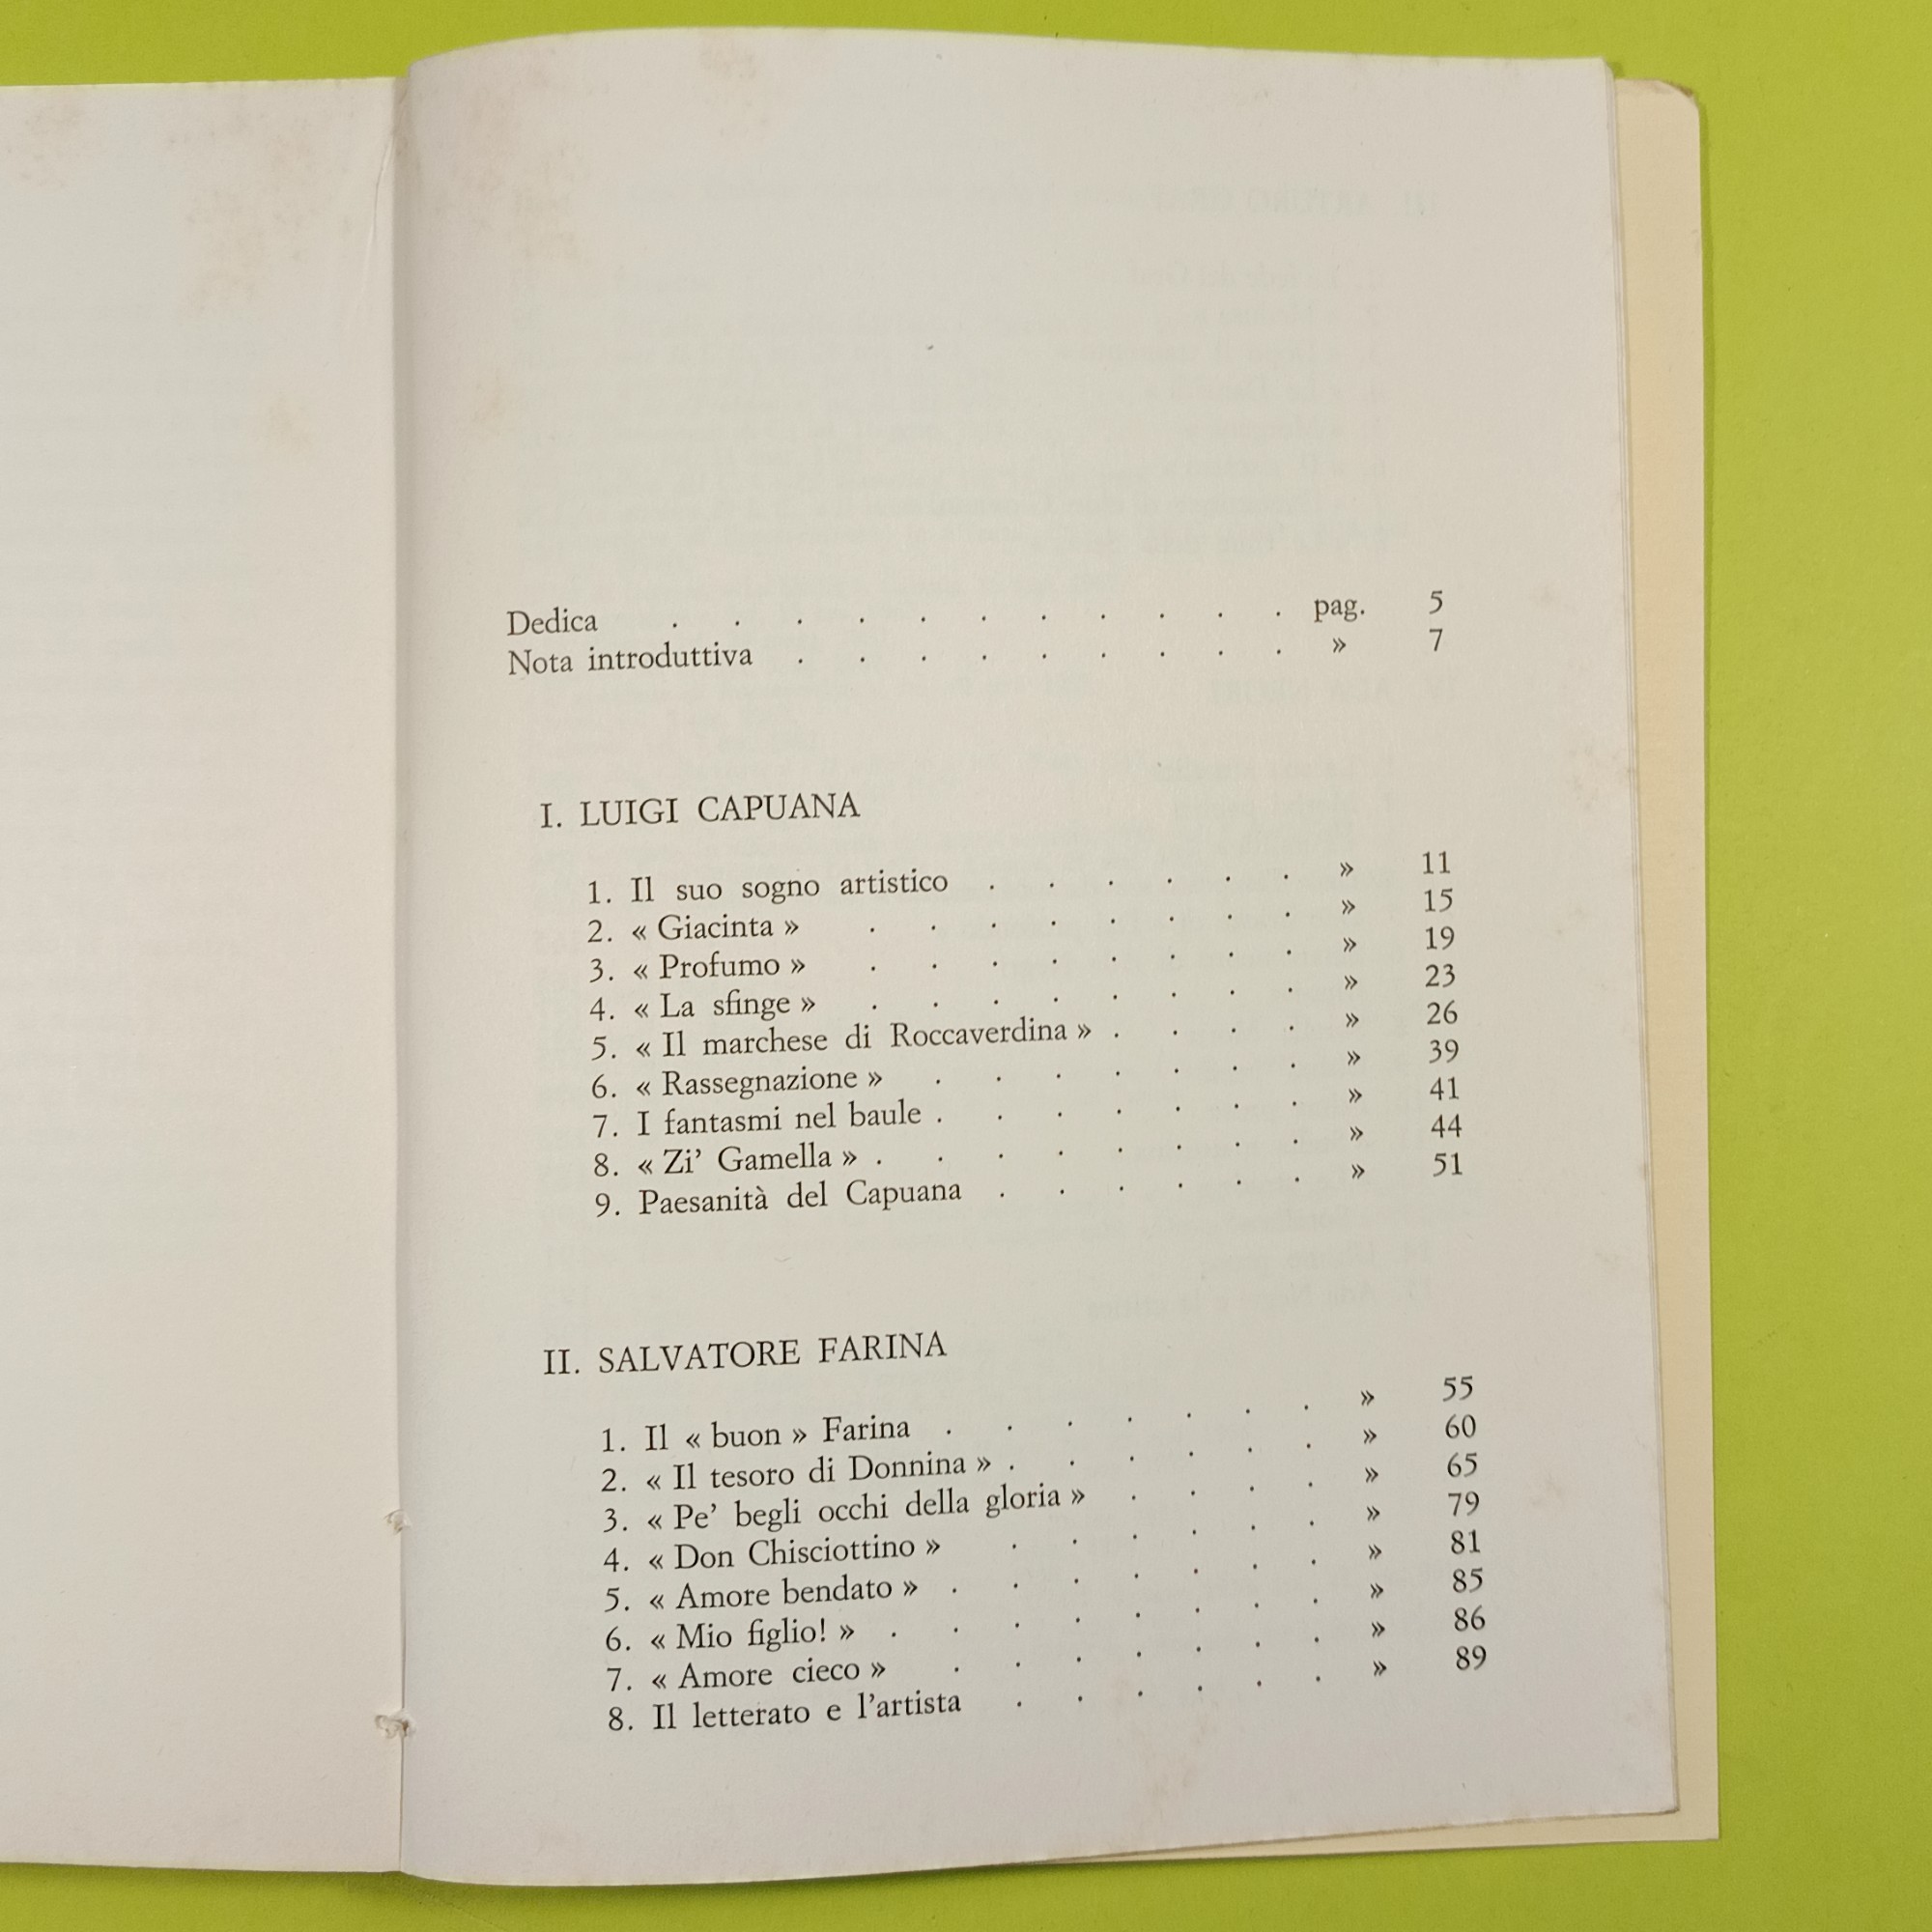 Dedica . . . . . . . . . . . pag. 5
Nota introduttiva . . . . . . . . . » 7
I. LUIGI CAPUANA
1. Il suo sogno artistico . . . . . . » 11
2. « Giacinta » . . . . . . . . » 15
3. « Profumo » . . . . . . . . » 19
4. « La sfinge » . . . . . . . . » 23
5. « Il marchese di Roccaverdina » . . . . » 26
6. « Rassegnazione » . . . . . . . » 39
7. I fantasmi nel baule . . . . . . . » 41
8. « Zi' Gamella » . . . . . . . . » 44
9. Paesanità del Capuana . . . . . . » 51
II. SALVATORE FARINA
1. Il « buon » Farina . . . . . . . » 55
2. « Il tesoro di Donnina » . . . . . . » 60
3. « Pe' begli occhi della gloria » . . . . » 65
4. « Don Chisciottino » . . . . . . » 79
5. « Amore bendato » . . . . . . . » 81
6. « Mio figlio! » . . . . . . . . » 85
7. « Amore cieco » . . . . . . . » 86
8. Il letterato e l'artista . . . . . . » 89